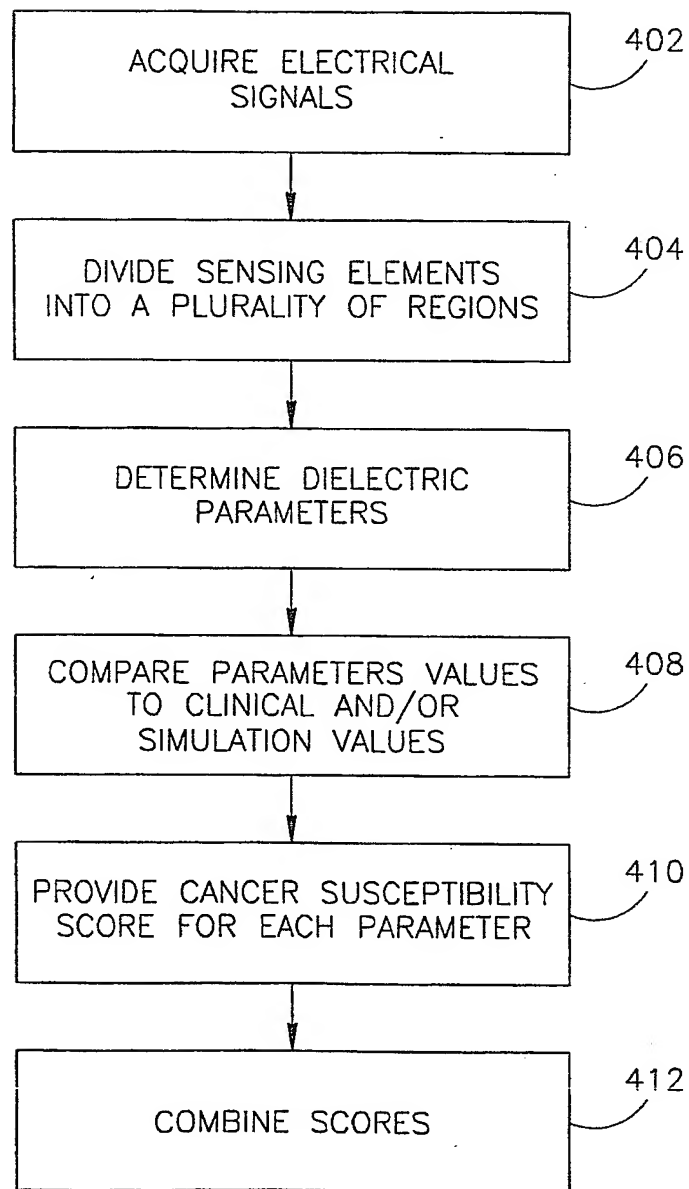 402
ACQUIRE ELECTRICAL
SIGNALS
404
DIVIDE SENSING ELEMENTS
INTO A PLURALITY OF REGIONS
406
DETERMINE DIELECTRIC
PARAMETERS
408
COMPARE PARAMETERS VALUES
TO CLINICAL AND/OR
SIMULATION VALUES
410
PROVIDE CANCER SUSCEPTIBILITY
SCORE FOR EACH PARAMETER
412
COMBINE SCORES